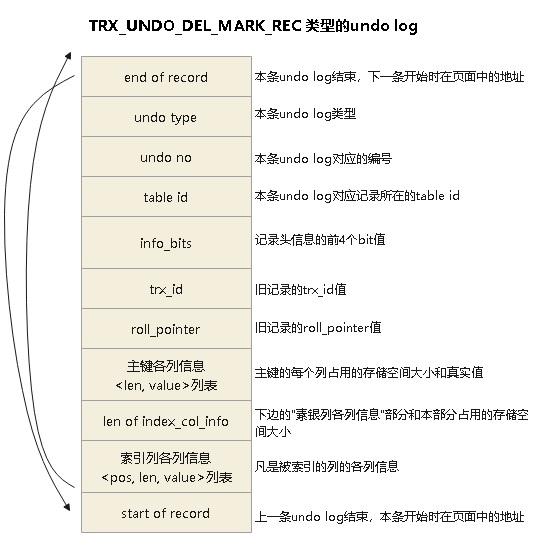 TRX_UNDO_DEL_MARK_REC 类型的undo log
end of record
本条undo log结束，下一条开始时在页面中的地址
undo type
本条undo log类型
undo no
本条undo log对应的编号
table id
本条undo log对应记录所在的table id
info_bits
记录头信息的前4个bit值
trx_id
旧记录的trx_id值
roll_pointer
旧记录的roll_pointer值
主键各列信息
<len, value>列表
主键的每个列占用的存储空间大小和真实值
len of index_col_info
下边的"素银列各列信息"部分和本部分占用的存储空
间大小
索引列各列信息
<pos, len, value>列表
凡是被索引的列的各列信息
start of record
上一条undo log结束，本条开始时在页面中的地址